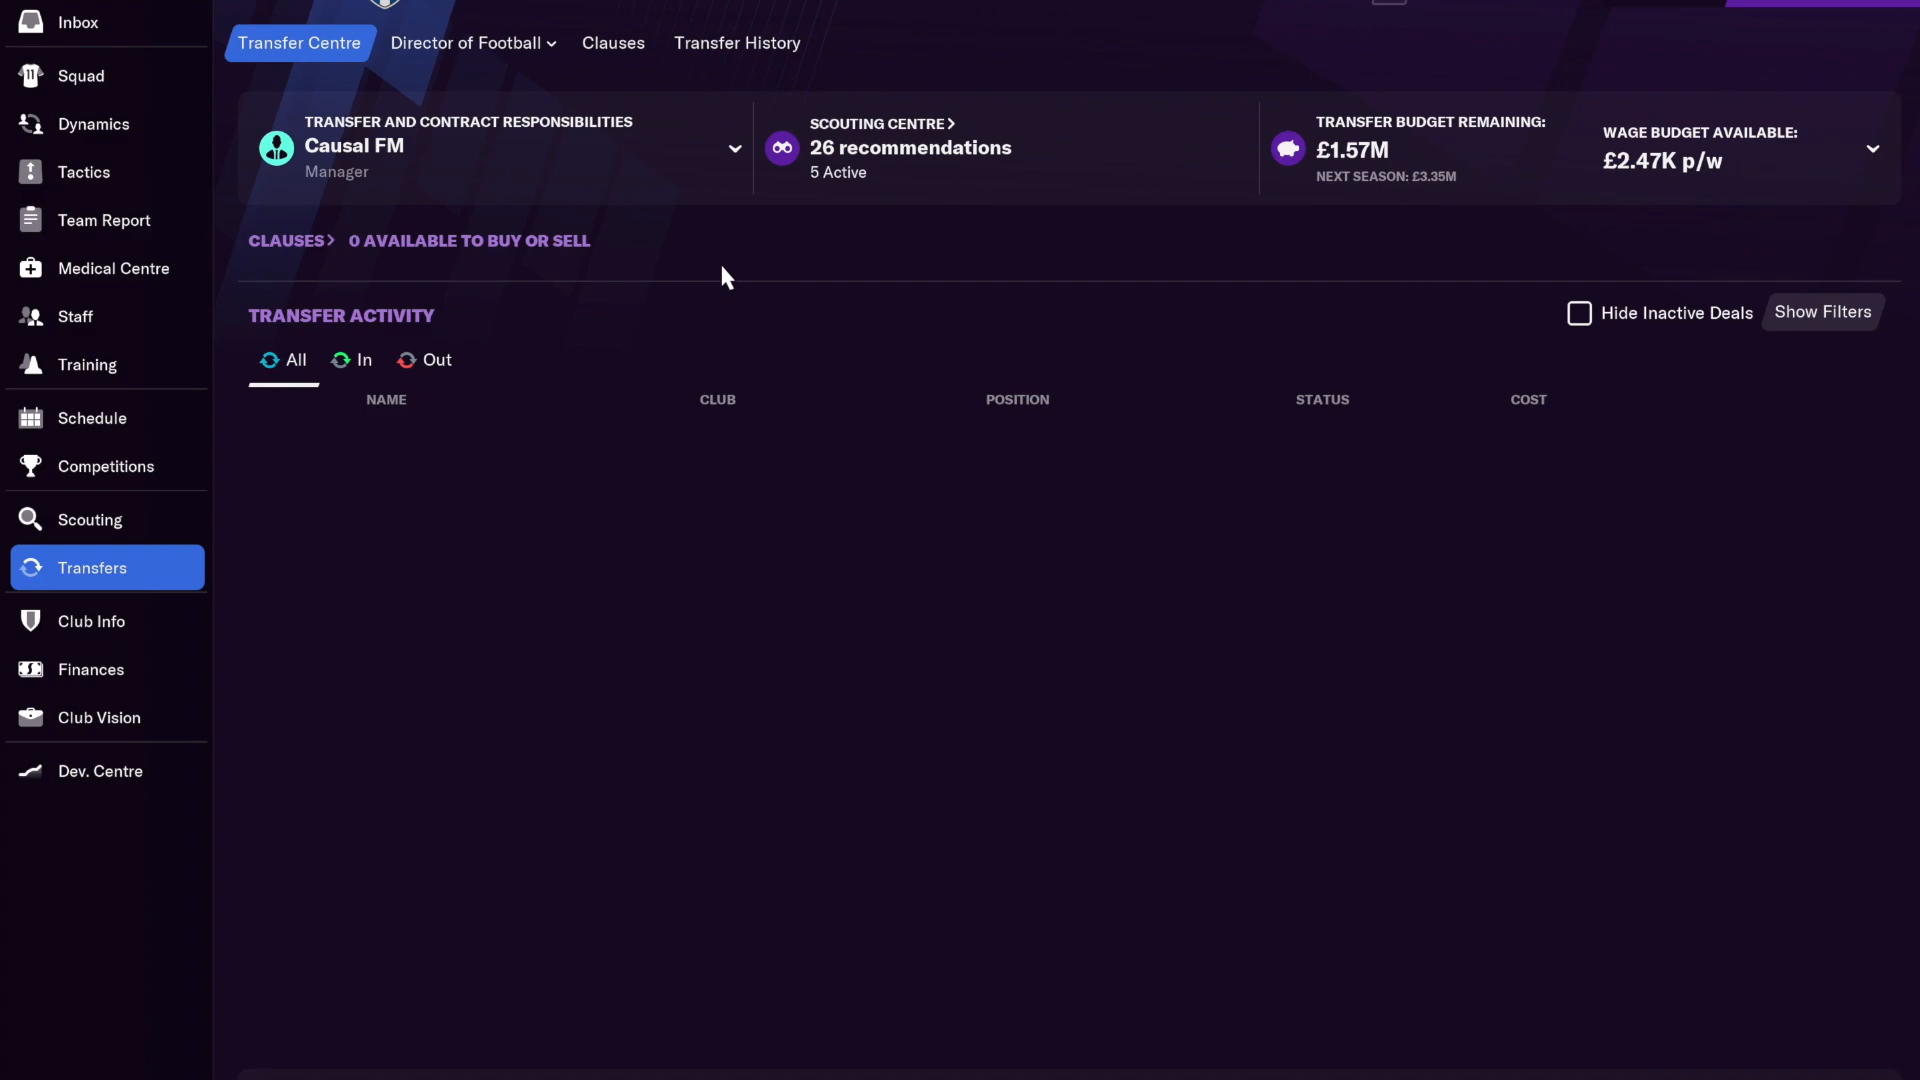 Inbox
Squad
Dynamics
Tactics
Team Report
Medical Centre
Staff
Training
Schedule
Competitions
Scouting
Transfers
Club Info
Finances
Club Vision
Dev. Centre
Transfer Centre
Director of Football
Clauses
Transfer History
TRANSFER AND CONTRACT RESPONSIBILITIES
Causal FM
Manager
SCOUTING CENTRE >
26 recommendations
5 Active
TRANSFER BUDGET REMAINING:
£1.57M
NEXT SEASON: £3.35M
WAGE BUDGET AVAILABLE:
£2.47K p/w
CLAUSES > 0 AVAILABLE TO BUY OR SELL
TRANSFER ACTIVITY
Hide Inactive Deals
Show Filters
All In Out
NAME CLUB POSITION STATUS COST